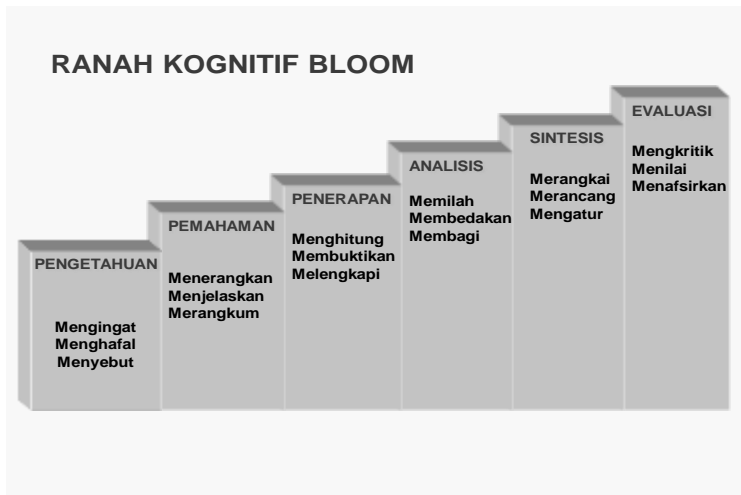 RANAH KOGNITIF BLOOM
PENGETAHUAN
Mengingat
Menghafal
Menyebut
PEMAHAMAN
Menerangkan
Menjelaskan
Merangkum
PENERAPAN
Menghitung
Membuktikan
Melengkapi
ANALISIS
Memilah
Membedakan
Membagi
SINTESIS
Merangkai
Merancang
Mengatur
EVALUASI
Mengkritik
Menilai
Menafsirkan